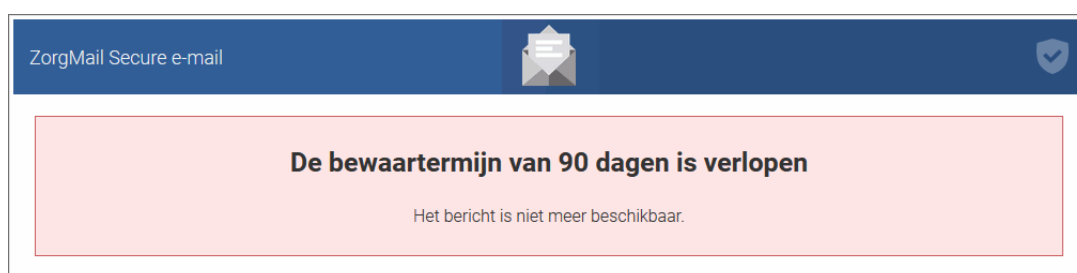 ZorgMail Secure e-mail
De bewaartermijn van 90 dagen is verlopen
Het bericht is niet meer beschikbaar.